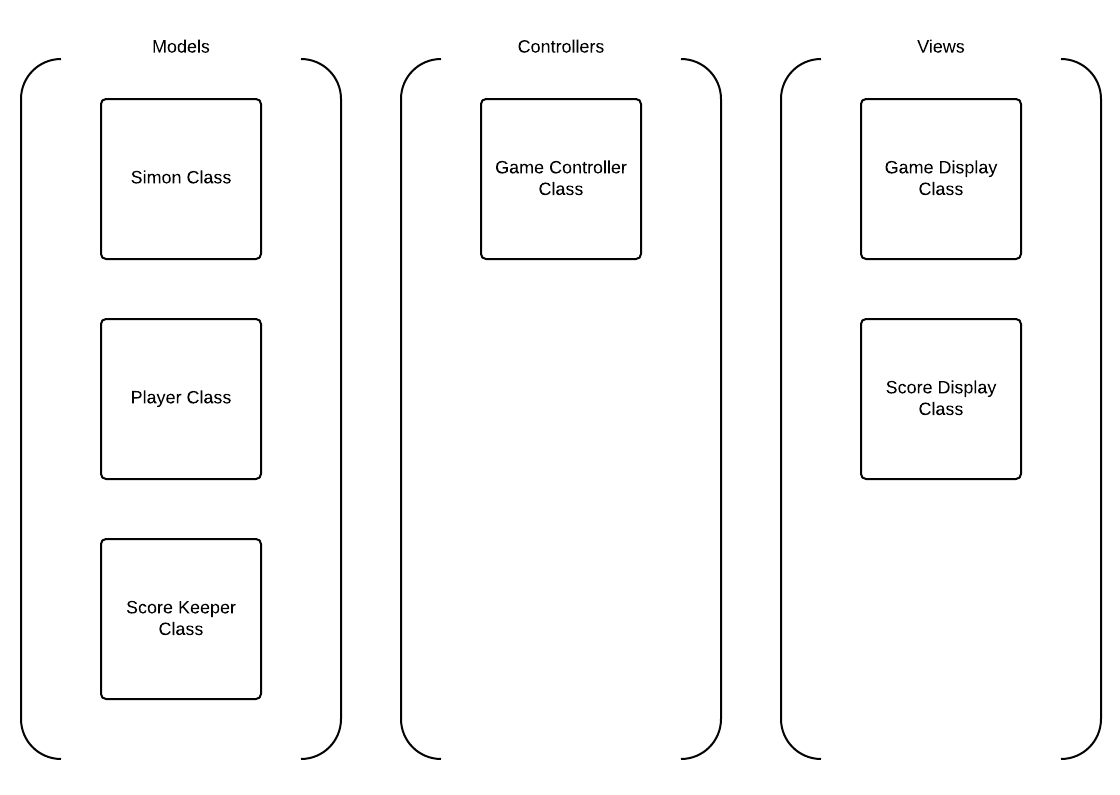 Models
Simon Class
Player Class
Score Keeper
Class
Controllers
Game Controller
Class
Views
Game Display
Class
Score Display
Class